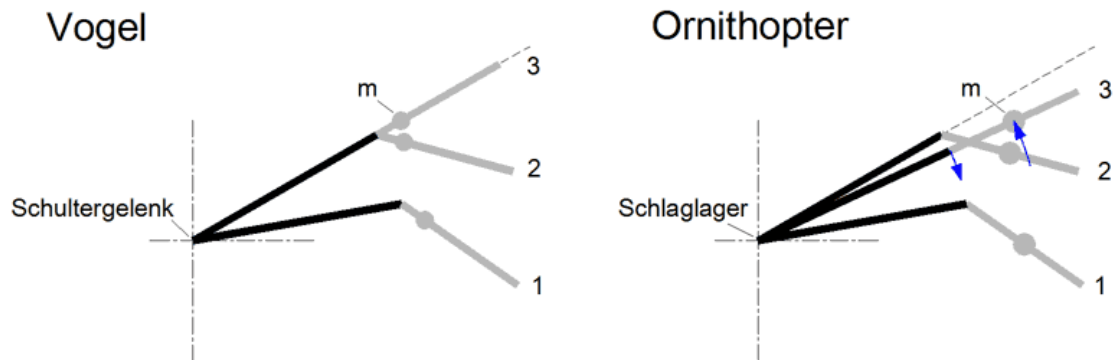 Vogel
3
m
2
Schultergelenk
1
Ornithopter
3
m
2
Schlaglager
1